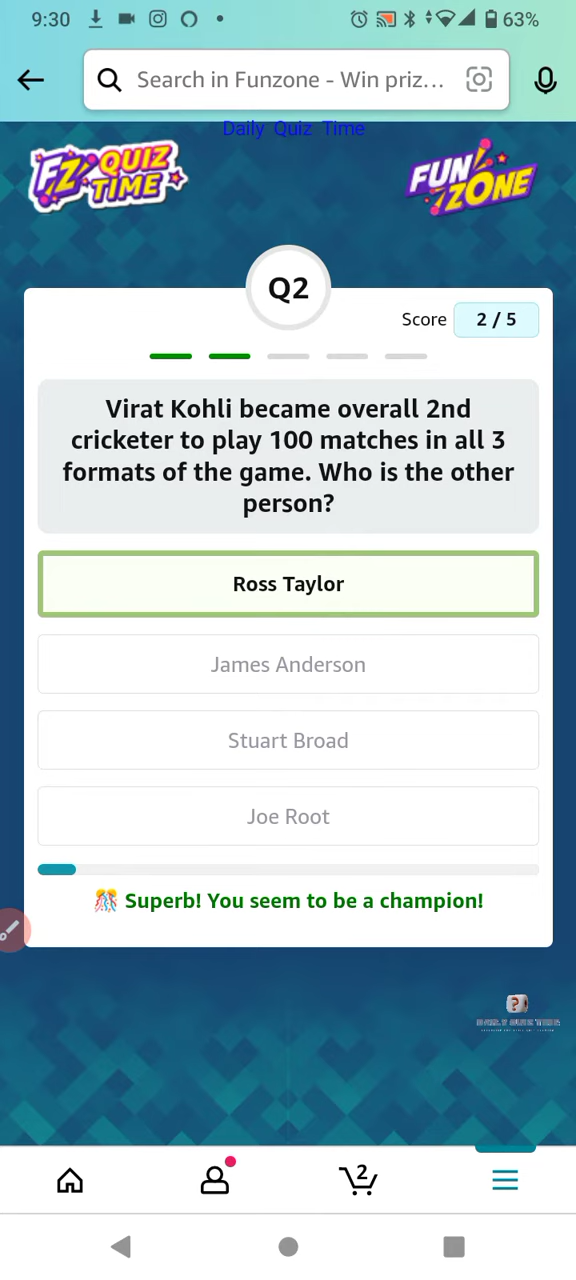 9:30
63%
Search in Funzone - Win priz...
Daily Quiz Time
FZ QUIZ TIME
FUN ZONE
Q2
Score 2 / 5
Virat Kohli became overall 2nd
cricketer to play 100 matches in all 3
formats of the game. Who is the other
person?
Ross Taylor
James Anderson
Stuart Broad
Joe Root
🎊 Superb! You seem to be a champion!
?
DAILY QUIZ TIME
2